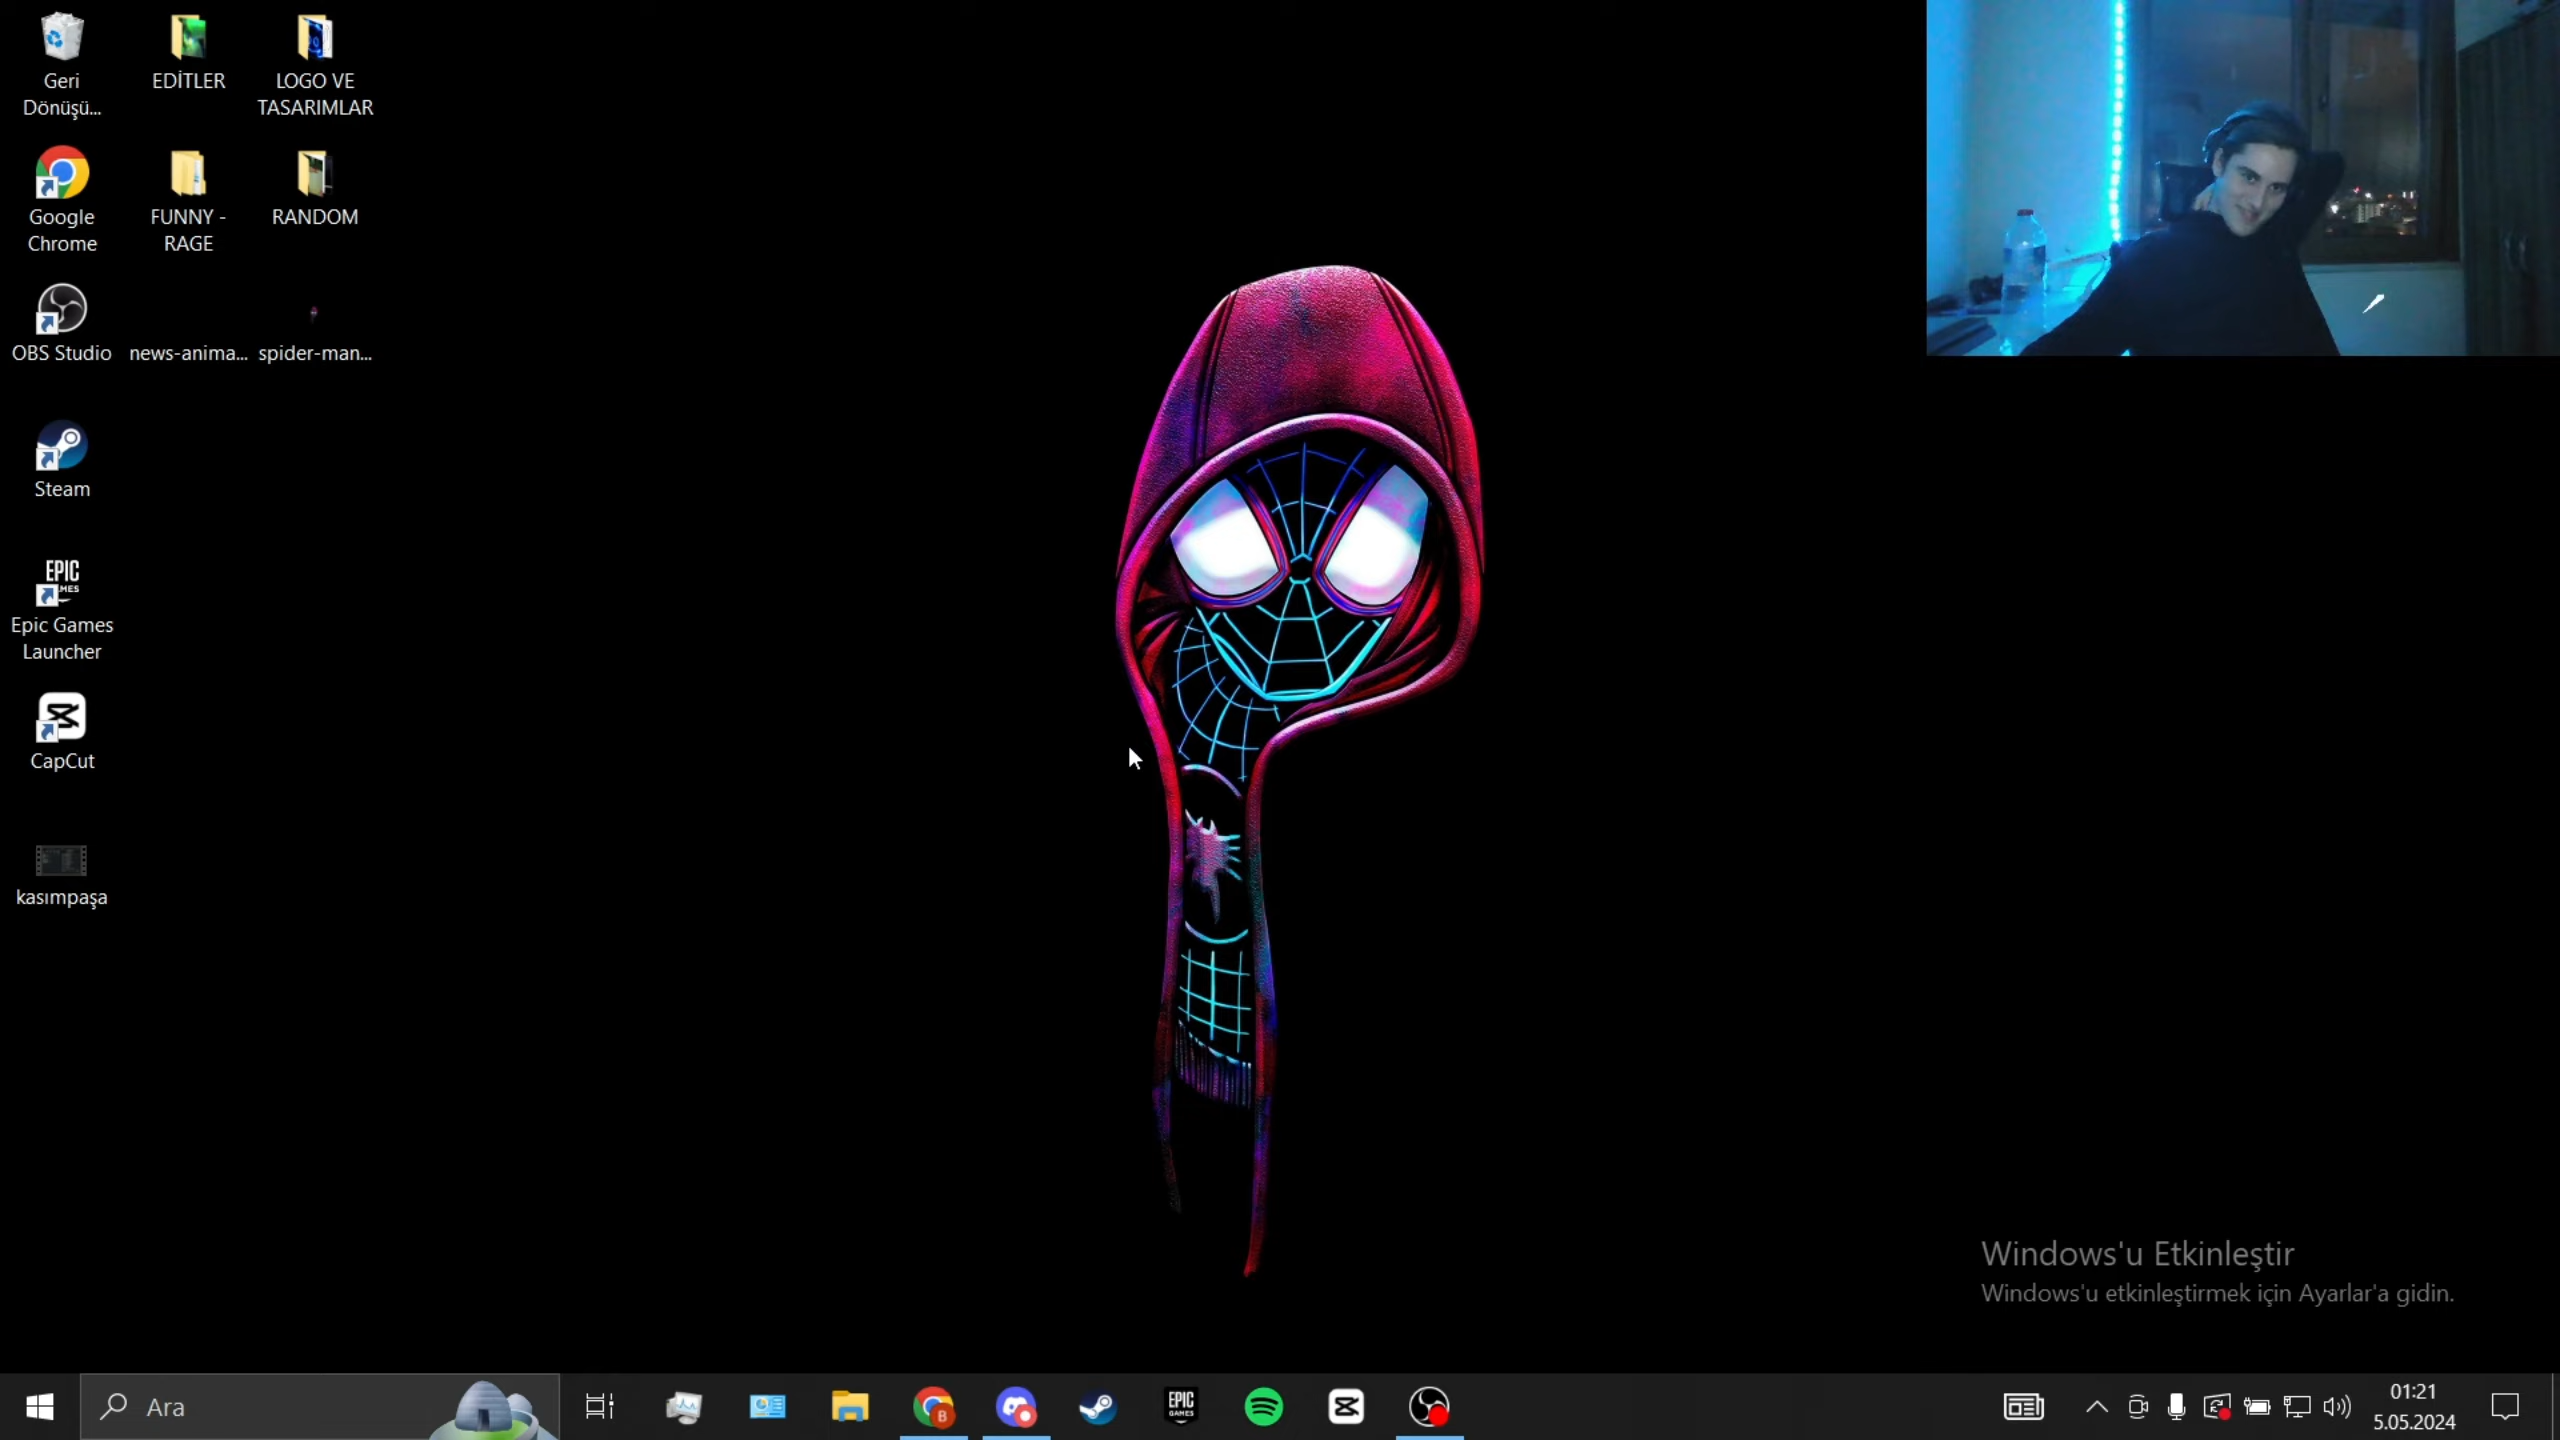 Geri
Dönüşü...
EDİTLER
LOGO VE
TASARIMLAR
Google
Chrome
FUNNY -
RAGE
RANDOM
OBS Studio
news-anima...
spider-man...
Steam
EPIC
Epic Games
Launcher
CapCut
kasımpaşa
Windows'u Etkinleştir
Windows'u etkinleştirmek için Ayarlar'a gidin.
Ara
B
EPIC
GAMES
01:21
5.05.2024